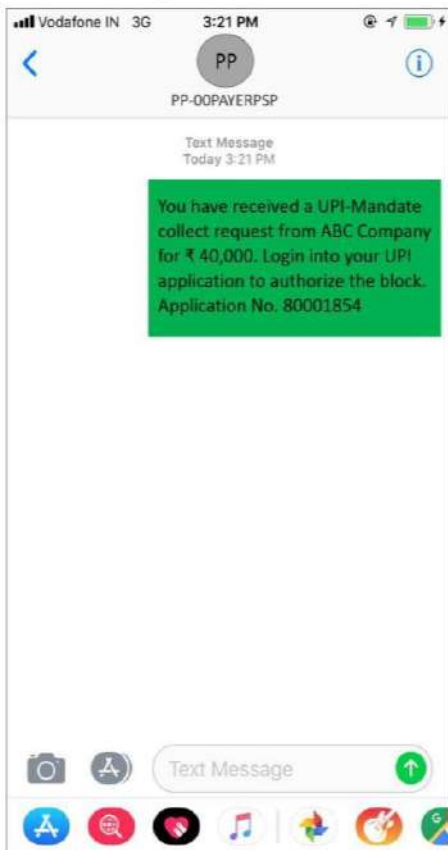 Vodafone IN 3G 3:21 PM
PP
PP-OOPAYERPSP
Text Message
Today 3:21 PM
You have received a UPI-Mandate
collect request from ABC Company
for ₹ 40,000. Login into your UPI
application to authorize the block.
Application No. 80001854
Text Message